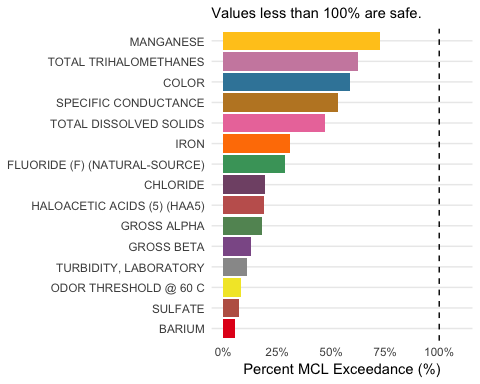 Values less than 100% are safe.
MANGANESE
TOTAL TRIHALOMETHANES
COLOR
SPECIFIC CONDUCTANCE
TOTAL DISSOLVED SOLIDS
IRON
FLUORIDE (F) (NATURAL-SOURCE)
CHLORIDE
HALOACETIC ACIDS (5) (HAA5)
GROSS ALPHA
GROSS BETA
TURBIDITY, LABORATORY
ODOR THRESHOLD @ 60 C
SULFATE
BARIUM
0% 25% 50% 75% 100%
Percent MCL Exceedance (%)